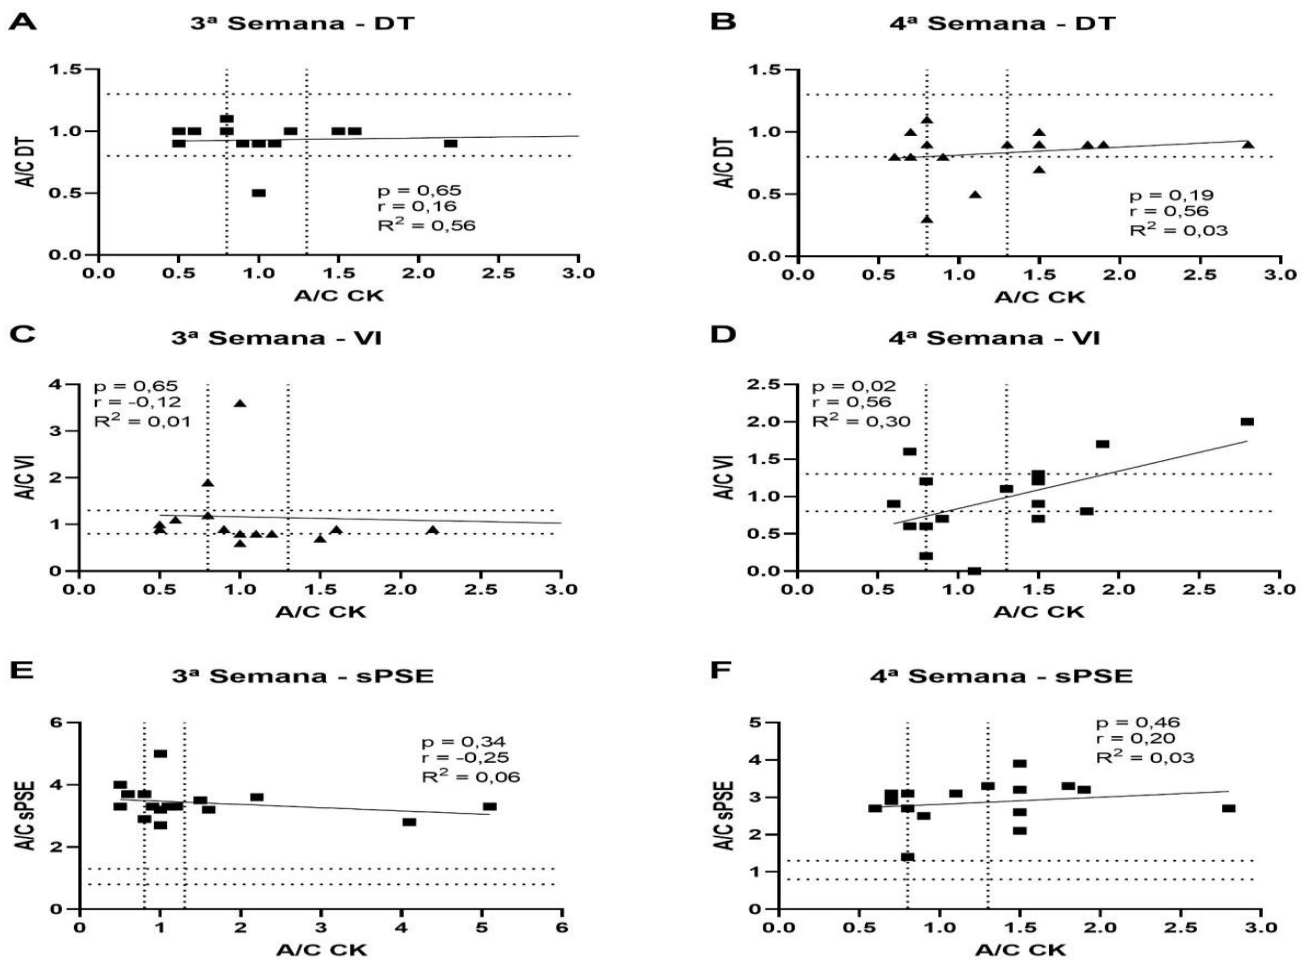 A
3ª Semana - DT
1.5
1.0
0.5
0.0
A/C DT
p = 0,65
r = 0,16
R² = 0,56
0.0 0.5 1.0 1.5 2.0 2.5 3.0
A/C CK
B
4ª Semana - DT
1.5
1.0
0.5
0.0
A/C DT
p = 0,19
r = 0,56
R² = 0,03
0.0 0.5 1.0 1.5 2.0 2.5 3.0
A/C CK
C
3ª Semana - VI
4
3
2
1
0
A/C VI
p = 0,65
r = -0,12
R² = 0,01
0.0 0.5 1.0 1.5 2.0 2.5 3.0
A/C CK
D
4ª Semana - VI
2.5
2.0
1.5
1.0
0.5
0.0
A/C VI
p = 0,02
r = 0,56
R² = 0,30
0.0 0.5 1.0 1.5 2.0 2.5 3.0
A/C CK
E
3ª Semana - sPSE
6
4
2
0
A/C sPSE
p = 0,34
r = -0,25
R² = 0,06
0 1 2 3 4 5 6
A/C CK
F
4ª Semana - sPSE
5
4
3
2
1
0
A/C sPSE
p = 0,46
r = 0,20
R² = 0,03
0.0 0.5 1.0 1.5 2.0 2.5 3.0
A/C CK